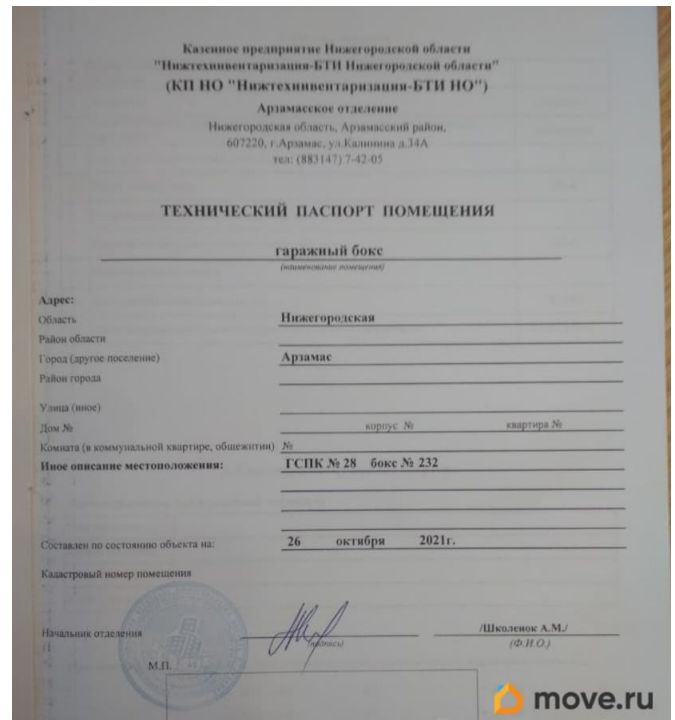 Казенное предприятие Нижегородской области
"Нижтехинвентаризация-БТИ Нижегородской области"
(КП НО "Нижтехинвентаризация-БТИ НО")
Арзамасское отделение
Нижегородская область, Арзамасский район,
607220, г.Арзамас, ул.Калинина д.34А
тел: (883147) 7-42-05
ТЕХНИЧЕСКИЙ ПАСПОРТ ПОМЕЩЕНИЯ
гаражный бокс
(наименование помещения)
Адрес:
Область Нижегородская
Район области
Город (другое поселение) Арзамас
Район города
Улица (иное)
Дом № корпус № квартира №
Комната (в коммунальной квартире, общежитии) №
Иное описание местоположения: ГСПК № 28 бокс № 232
Составлен по состоянию объекта на: 26 октября 2021г.
Кадастровый номер помещения
Начальник отделения /Школенок А.М./
(подпись) (Ф.И.О.)
М.П.
move.ru